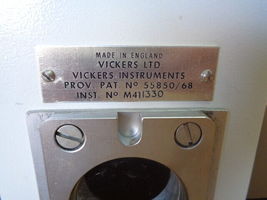 MADE IN ENGLAND
VICKERS LTD
VICKERS INSTRUMENTS
PROV. PAT. Nº 55850/68
INST. Nº M411330